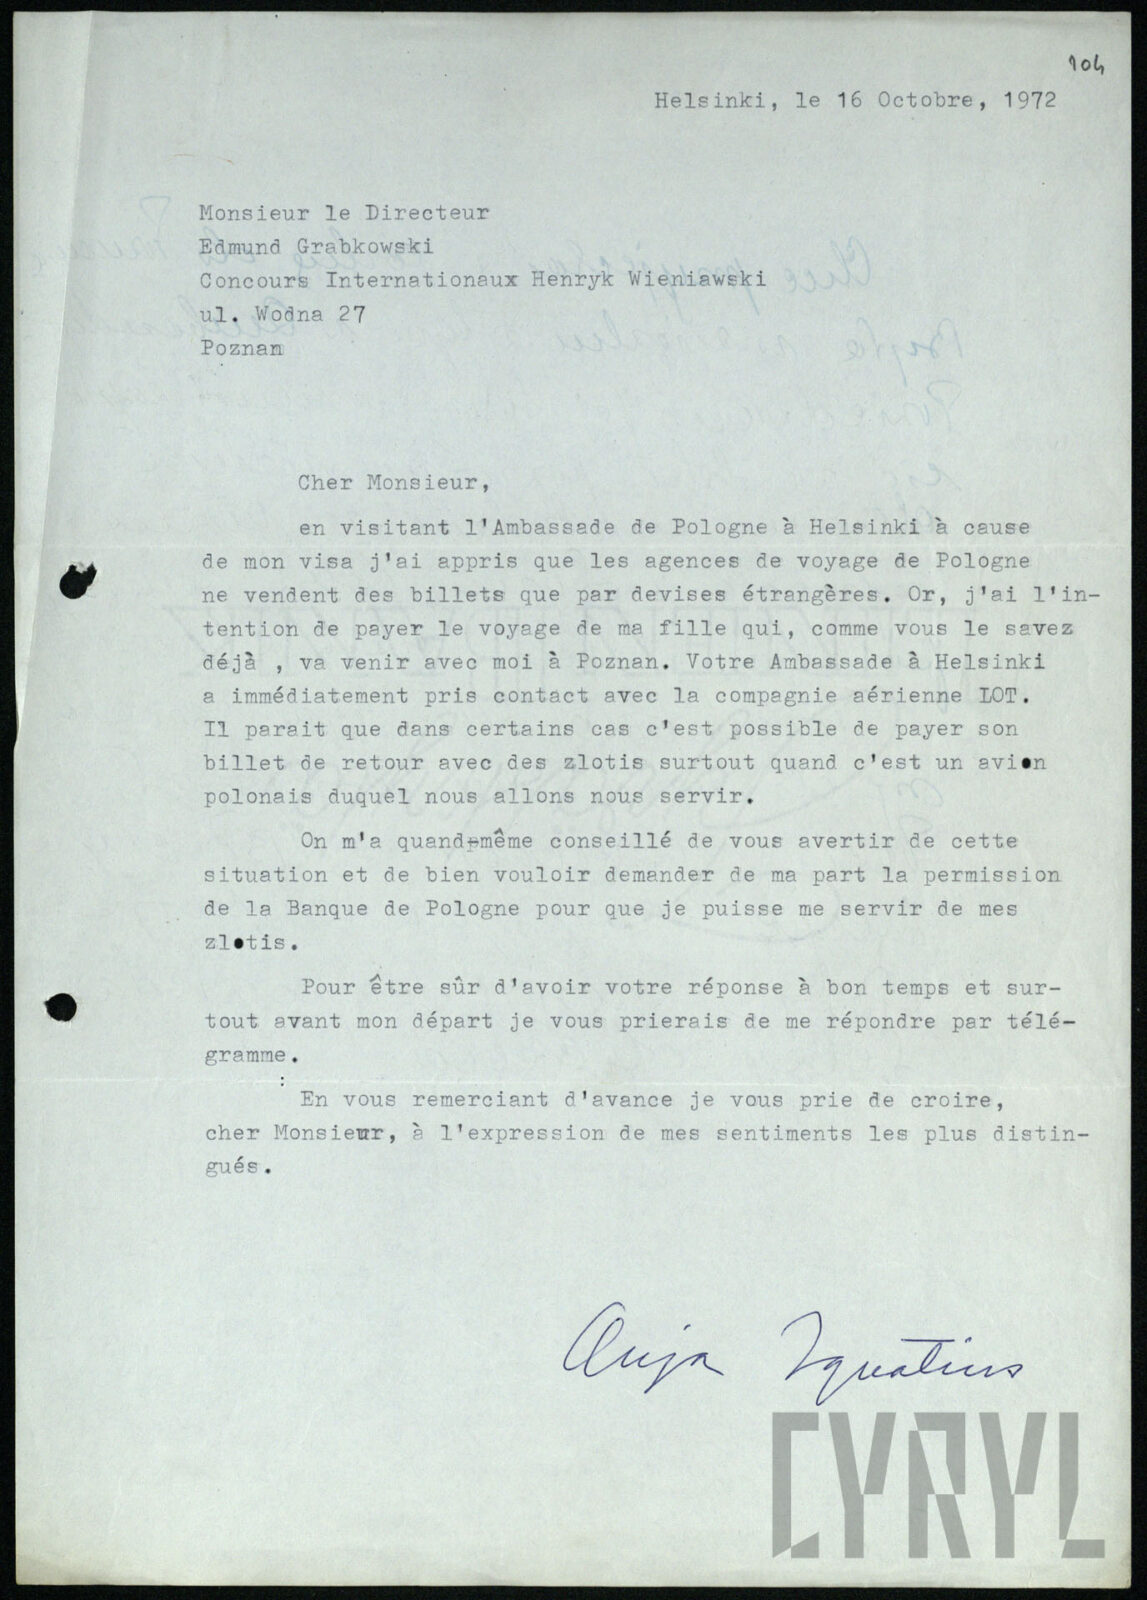 104
Helsinki, le 16 Octobre, 1972
Monsieur le Directeur
Edmund Grabkowski
Concours Internationaux Henryk Wieniawski
ul. Wodna 27
Poznan
Cher Monsieur,
en visitant l'Ambassade de Pologne à Helsinki à cause
de mon visa j'ai appris que les agences de voyage de Pologne
ne vendent des billets que par devises étrangères. Or, j'ai l'in-
tention de payer le voyage de ma fille qui, comme vous le savez
déjà , va venir avec moi à Poznan. Votre Ambassade à Helsinki
a immédiatement pris contact avec la compagnie aérienne LOT.
Il parait que dans certains cas c'est possible de payer son
billet de retour avec des zlotis surtout quand c'est un avion
polonais duquel nous allons nous servir.
On m'a quand-même conseillé de vous avertir de cette
situation et de bien vouloir demander de ma part la permission
de la Banque de Pologne pour que je puisse me servir de mes
zlotis.
Pour être sûr d'avoir votre réponse à bon temps et sur-
tout avant mon départ je vous prierais de me répondre par télé-
gramme.
En vous remerciant d'avance je vous prie de croire,
cher Monsieur, à l'expression de mes sentiments les plus distin-
gués.
Anja Ignatius
CYRYL